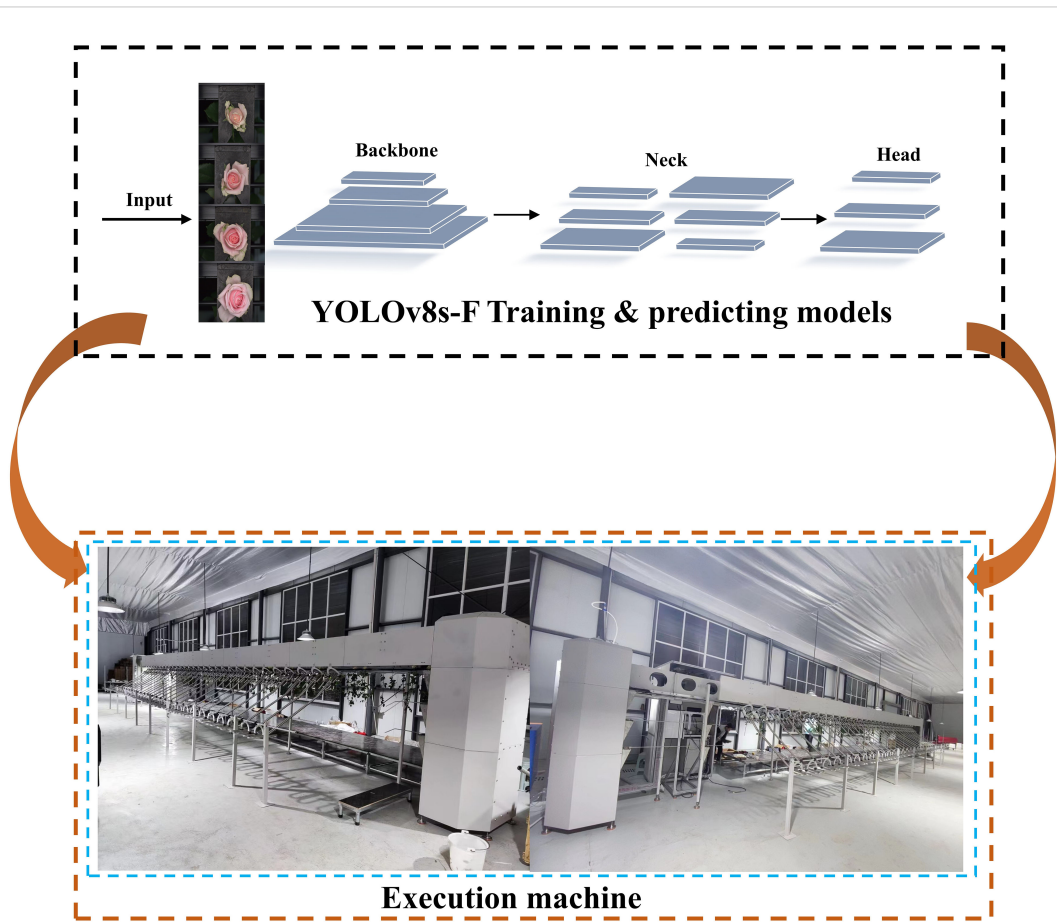 Backbone
Neck
Head
Input
YOLOv8s-F Training & predicting models
Execution machine